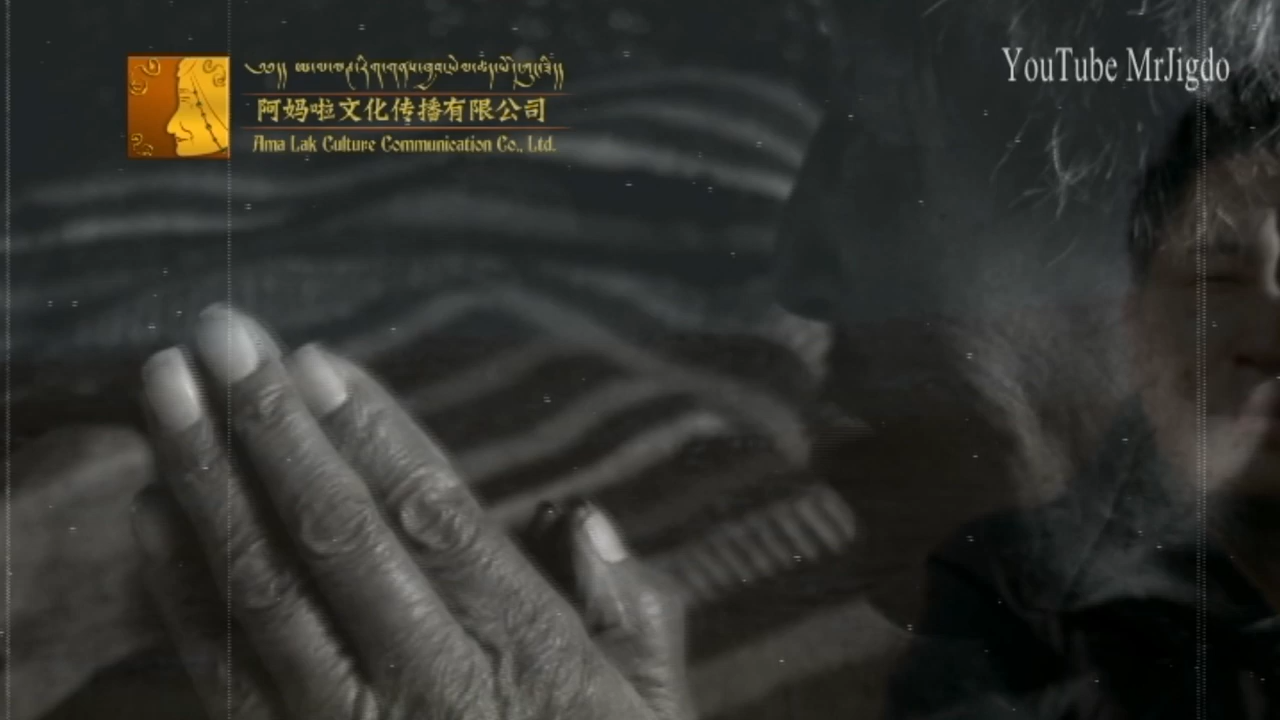 阿妈啦文化传播有限公司
Ama Lak Culture Communication Co., Ltd.
YouTube MrJigdo